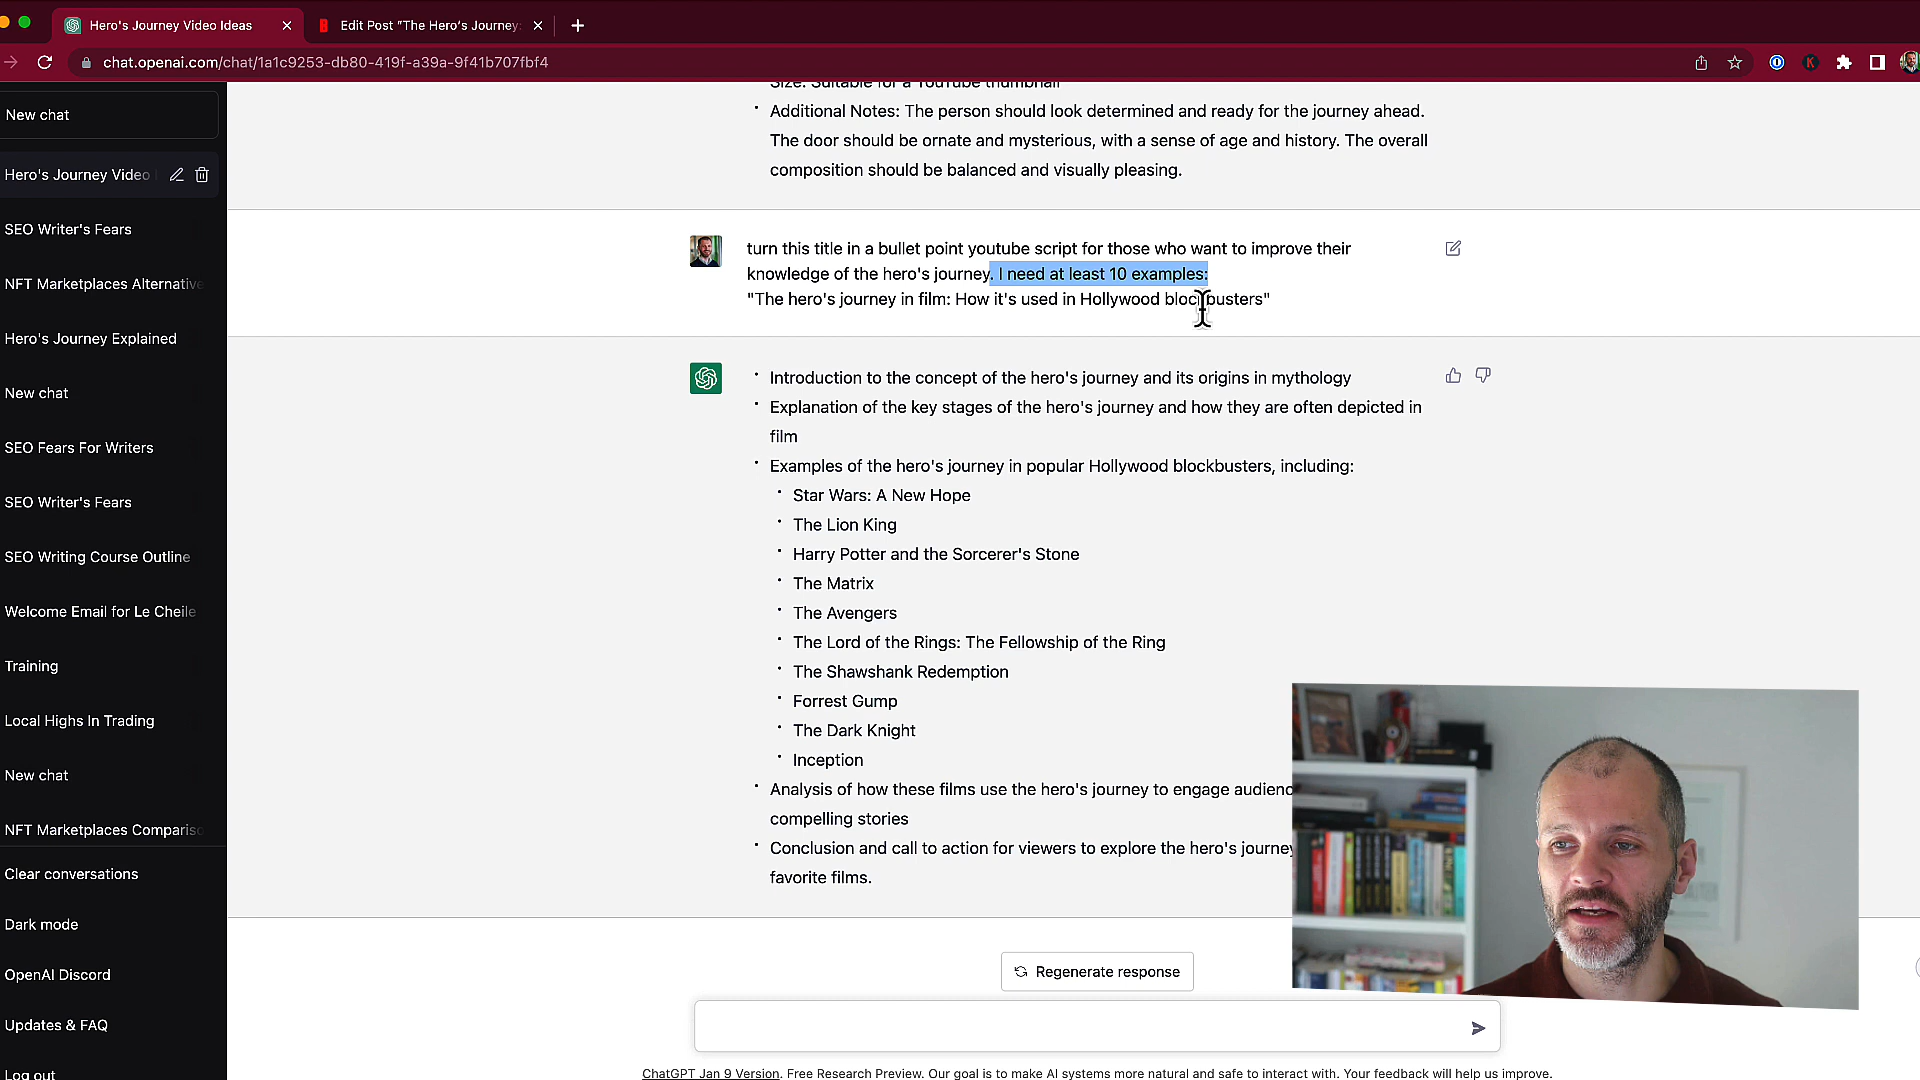 Hero's Journey Video Ideas
Edit Post "The Hero's Journey:
chat.openai.com/chat/1a1c9253-db80-419f-a39a-9f41b707fbf4
New chat
Hero's Journey Video
SEO Writer's Fears
NFT Marketplaces Alternative
Hero's Journey Explained
New chat
SEO Fears For Writers
SEO Writer's Fears
SEO Writing Course Outline
Welcome Email for Le Cheile
Training
Local Highs In Trading
New chat
NFT Marketplaces Compariso
Clear conversations
Dark mode
OpenAI Discord
Updates & FAQ
Log out
Size: Suitable for a YouTube thumbnail
Additional Notes: The person should look determined and ready for the journey ahead.
The door should be ornate and mysterious, with a sense of age and history. The overall
composition should be balanced and visually pleasing.
turn this title in a bullet point youtube script for those who want to improve their
knowledge of the hero's journey. I need at least 10 examples:
"The hero's journey in film: How it's used in Hollywood blockbusters"
Introduction to the concept of the hero's journey and its origins in mythology
Explanation of the key stages of the hero's journey and how they are often depicted in
film
Examples of the hero's journey in popular Hollywood blockbusters, including:
Star Wars: A New Hope
The Lion King
Harry Potter and the Sorcerer's Stone
The Matrix
The Avengers
The Lord of the Rings: The Fellowship of the Ring
The Shawshank Redemption
Forrest Gump
The Dark Knight
Inception
Analysis of how these films use the hero's journey to engage audienc
compelling stories
Conclusion and call to action for viewers to explore the hero's journey
favorite films.
Regenerate response
ChatGPT Jan 9 Version. Free Research Preview. Our goal is to make AI systems more natural and safe to interact with. Your feedback will help us improve.